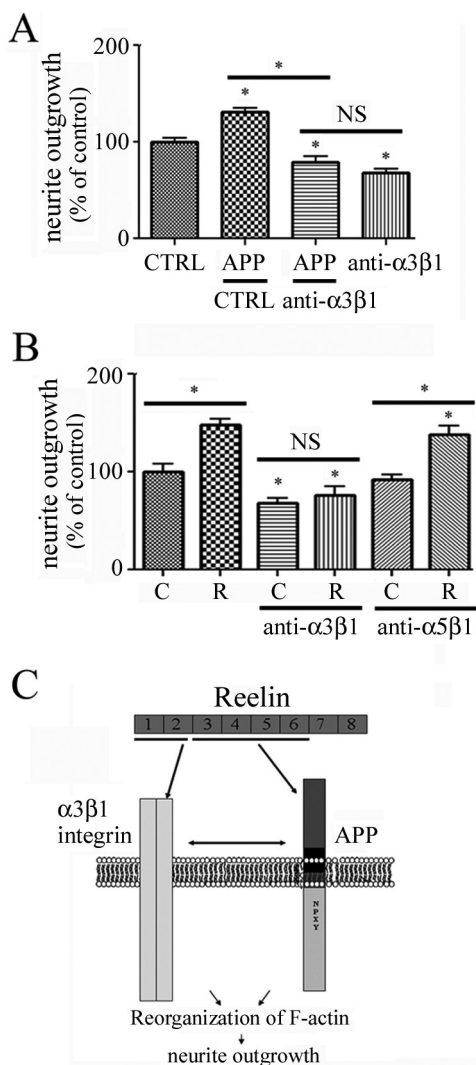 A
neurite outgrowth
(% of control)
200
100
0
*
*
NS
*
*
CTRL
APP
APP
anti-α3β1
CTRL
anti-α3β1
B
neurite outgrowth
(% of control)
200
100
0
*
NS
*
*
*
*
C
R
C
R
C
R
anti-α3β1
anti-α5β1
C
Reelin
1 2 3 4 5 6 7 8
α3β1
integrin
APP
NPXY
Reorganization of F-actin
neurite outgrowth